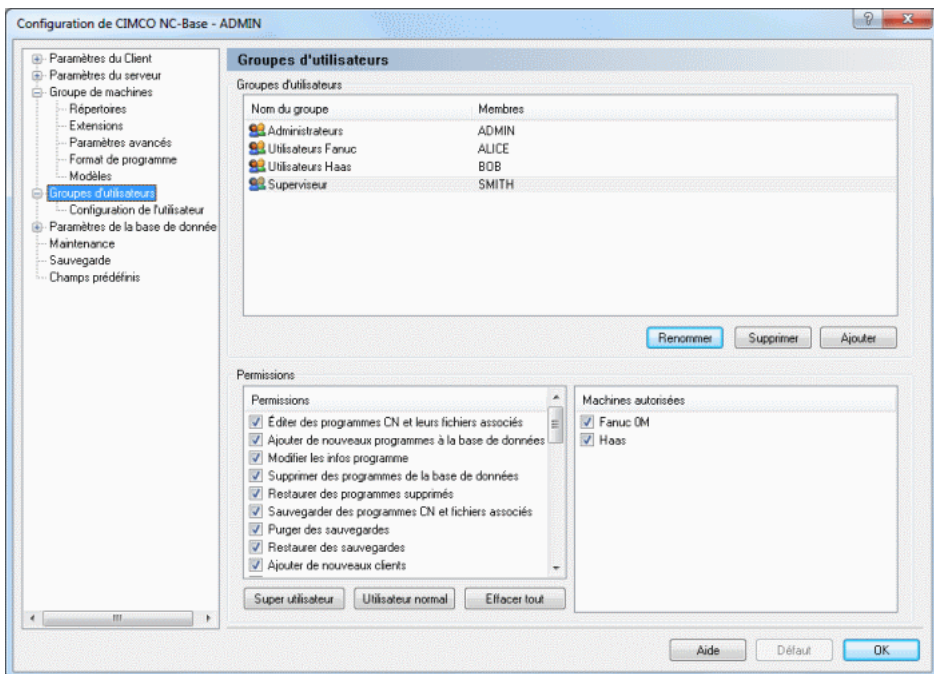 Configuration de CIMCO NC-Base - ADMIN
Paramètres du Client
Paramètres du serveur
Groupe de machines
Répertoires
Extensions
Paramètres avancés
Format de programme
Modèles
Groupes d'utilisateurs
Configuration de l'utilisateur
Paramètres de la base de donnée
Maintenance
Sauvegarde
Champs prédéfinis
Groupes d'utilisateurs
Groupes d'utilisateurs
Nom du groupe Membres
Administrateurs ADMIN
Utilisateurs Fanuc ALICE
Utilisateurs Haas BOB
Superviseur SMITH
Renommer Supprimer Ajouter
Permissions
Permissions
Éditer des programmes CN et leurs fichiers associés
Ajouter de nouveaux programmes à la base de données
Modifier les infos programme
Supprimer des programmes de la base de données
Restaurer des programmes supprimés
Sauvegarder des programmes CN et fichiers associés
Purger des sauvegardes
Restaurer des sauvegardes
Ajouter de nouveaux clients
Machines autorisées
Fanuc 0M
Haas
Super utilisateur Utilisateur normal Effacer tout
Aide Défaut OK